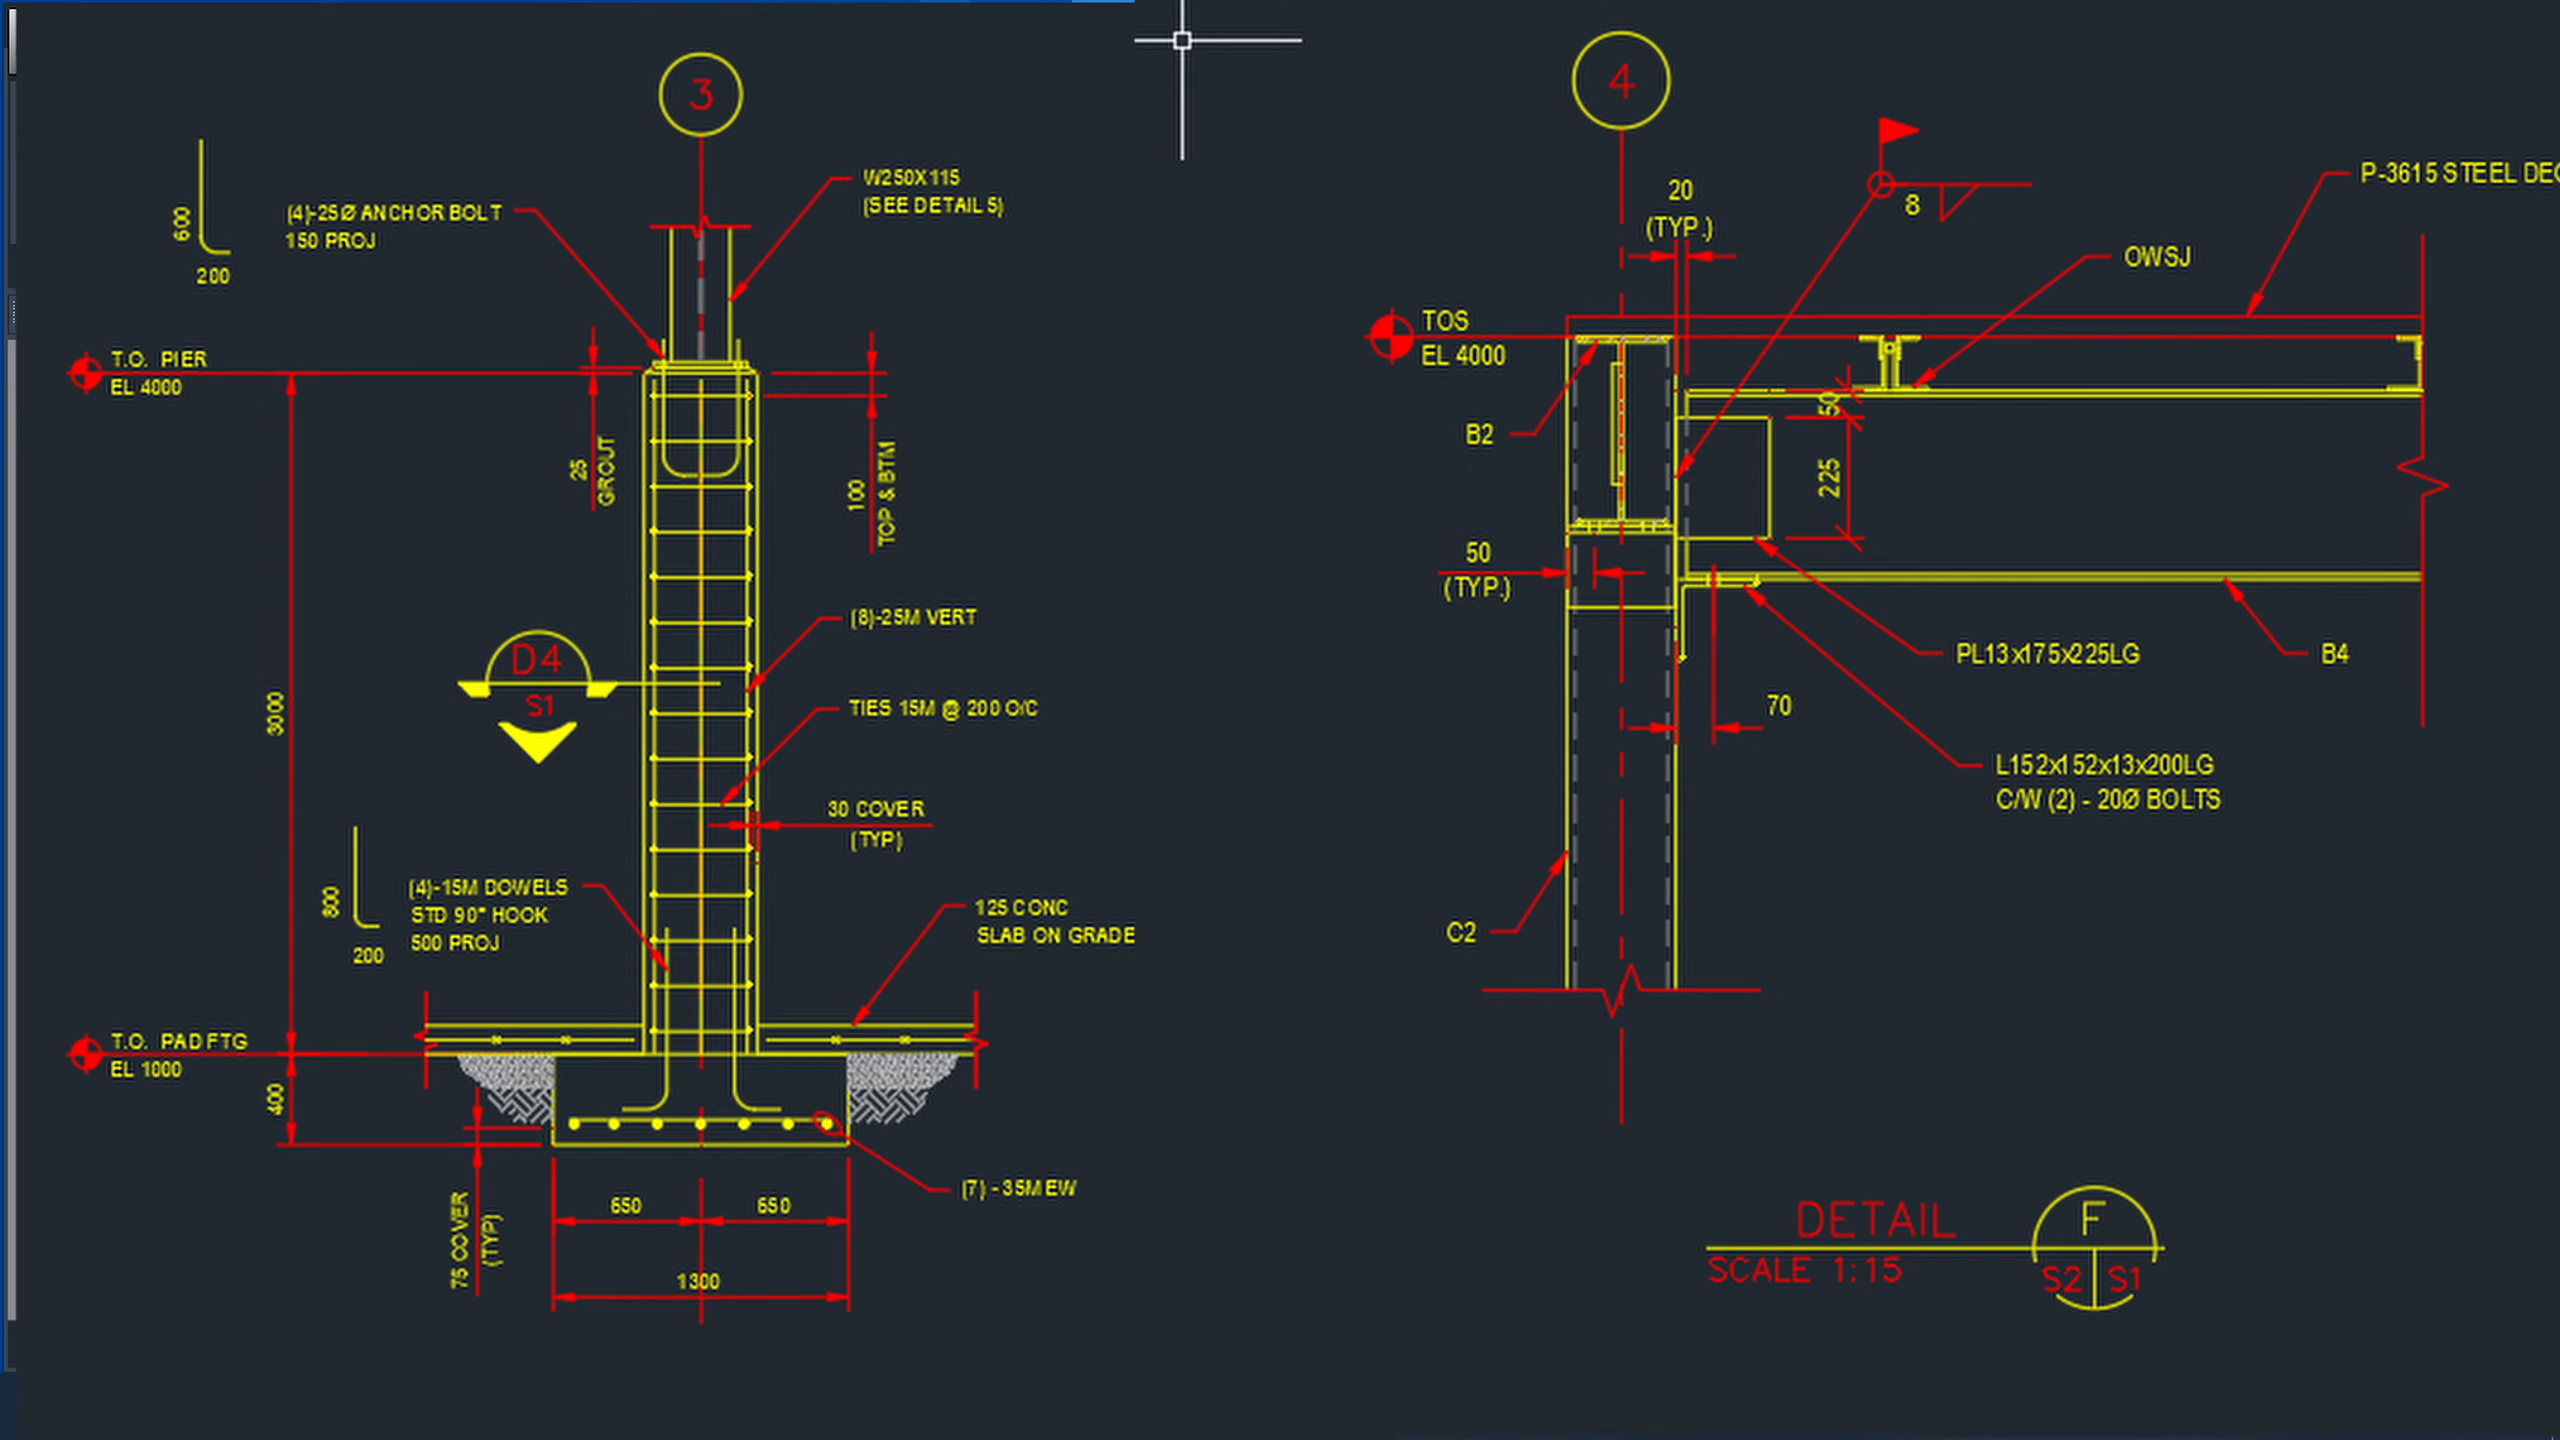 3
W250X115
(SEE DETAIL 5)
(4)-25Ø ANCHOR BOLT
150 PROJ
600
200
T.O. PIER
EL 4000
25
GROUT
100
TOP & BTM
3000
(8)-25M VERT
D4
S1
TIES 15M @ 200 O/C
30 COVER
(TYP)
(4)-15M DOWELS
STD 90° HOOK
500 PROJ
800
200
125 CONC
SLAB ON GRADE
T.O. PAD FTG
EL 1000
400
75 COVER
(TYP)
(7) - 35M EW
650
650
1300
4
20
(TYP.)
8
P-3615 STEEL DEC
OWSJ
TOS
EL 4000
B2
50
225
50
(TYP.)
PL13x175x225LG
B4
70
L152x152x13x200LG
C/W (2) - 20Ø BOLTS
C2
DETAIL
F
SCALE 1:15
S2
S1